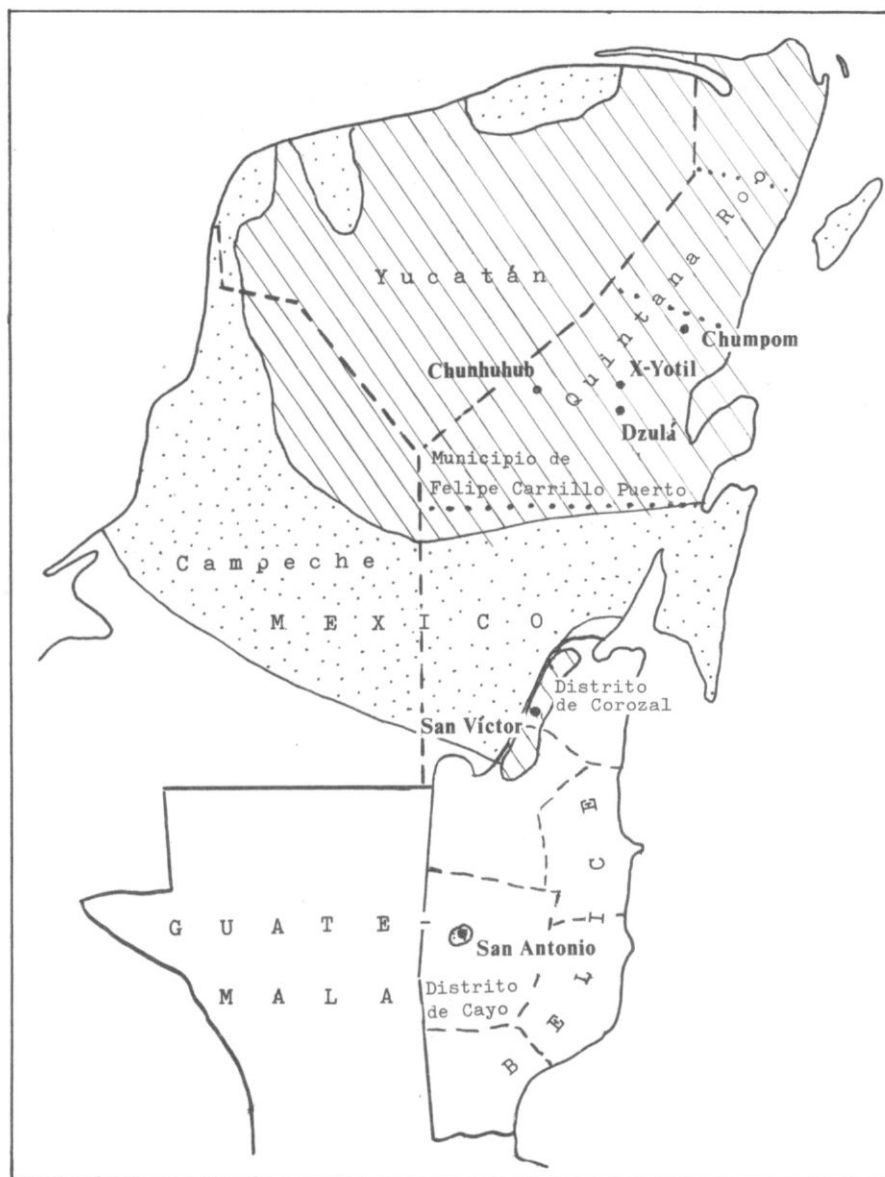 Yucatán
Quintana Roo
Chumpom
Chunhuhub
X-Yotil
Dzulá
Municipio de
Felipe Carrillo Puerto
Campeche
MEXICO
Distrito
de Corozal
San Víctor
BELICE
GUATE-
MALA
San Antonio
Distrito
de Cayo